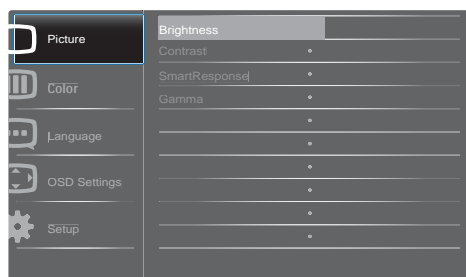 Picture
Color
Language
OSD Settings
Setup
Brightness
Contrast
SmartResponse
Gamma